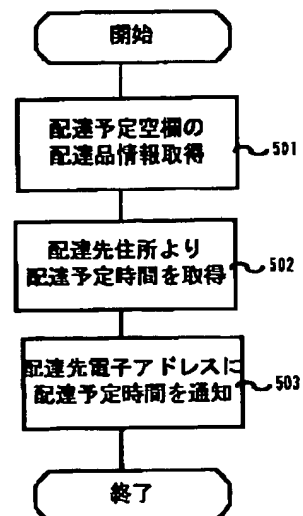 開始
配達予定空欄の
配達品情報取得
501
配達先住所より
配達予定時間を取得
502
配達先電子アドレスに
配達予定時間を通知
503
終了